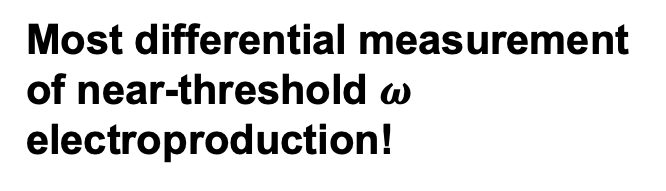 Most differential measurement
of near-threshold ω
electroproduction!